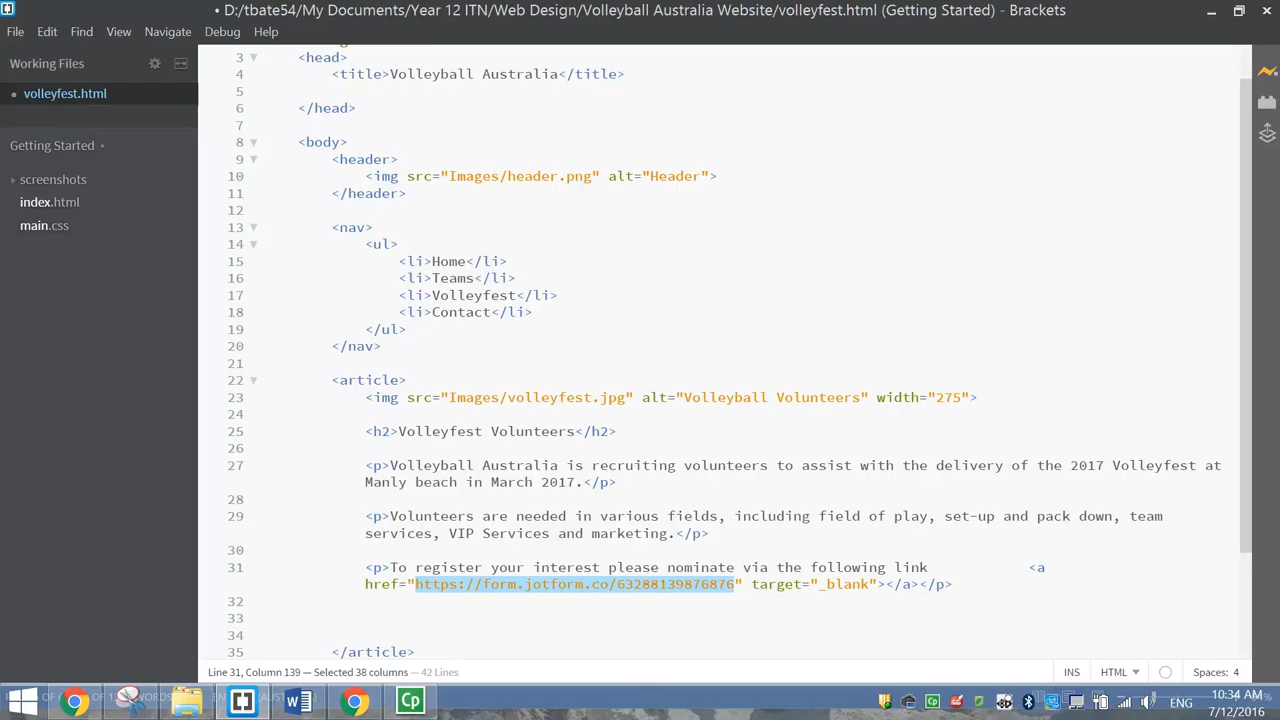 • D:/tbate54/My Documents/Year 12 ITN/Web Design/Volleyball Australia Website/volleyfest.html (Getting Started) - Brackets
File Edit Find View Navigate Debug Help
Working Files
• volleyfest.html
Getting Started
screenshots
index.html
main.css
3 <head>
4 <title>Volleyball Australia</title>
5
6 </head>
7
8 <body>
9 <header>
10 <img src="Images/header.png" alt="Header">
11 </header>
12
13 <nav>
14 <ul>
15 <li>Home</li>
16 <li>Teams</li>
17 <li>Volleyfest</li>
18 <li>Contact</li>
19 </ul>
20 </nav>
21
22 <article>
23 <img src="Images/volleyfest.jpg" alt="Volleyball Volunteers" width="275">
24
25 <h2>Volleyfest Volunteers</h2>
26
27 <p>Volleyball Australia is recruiting volunteers to assist with the delivery of the 2017 Volleyfest at
Manly beach in March 2017.</p>
28
29 <p>Volunteers are needed in various fields, including field of play, set-up and pack down, team
services, VIP Services and marketing.</p>
30
31 <p>To register your interest please nominate via the following link <a
href="https://form.jotform.co/63288139876876" target="_blank"></a></p>
32
33
34
35 </article>
Line 31, Column 139 — Selected 38 columns — 42 Lines
INS HTML Spaces: 4
Cp
ENG
10:34 AM
7/12/2016